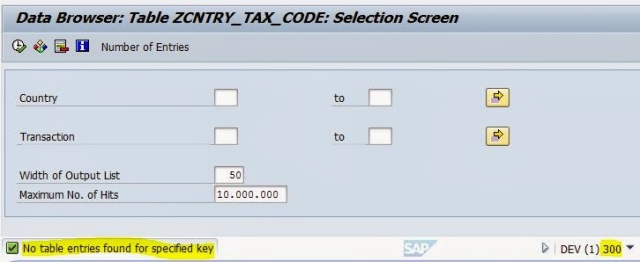 Data Browser: Table ZCNTRY_TAX_CODE: Selection Screen
Number of Entries
Country to
Transaction to
Width of Output List 50
Maximum No. of Hits 10.000.000
No table entries found for specified key SAP DEV (1) 300